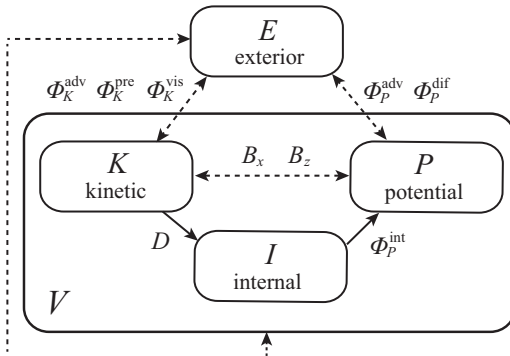 E
exterior
Φ_K^adv Φ_K^pre Φ_K^vis
Φ_P^adv Φ_P^dif
K
kinetic
B_x B_z
P
potential
D
I
internal
Φ_P^int
V